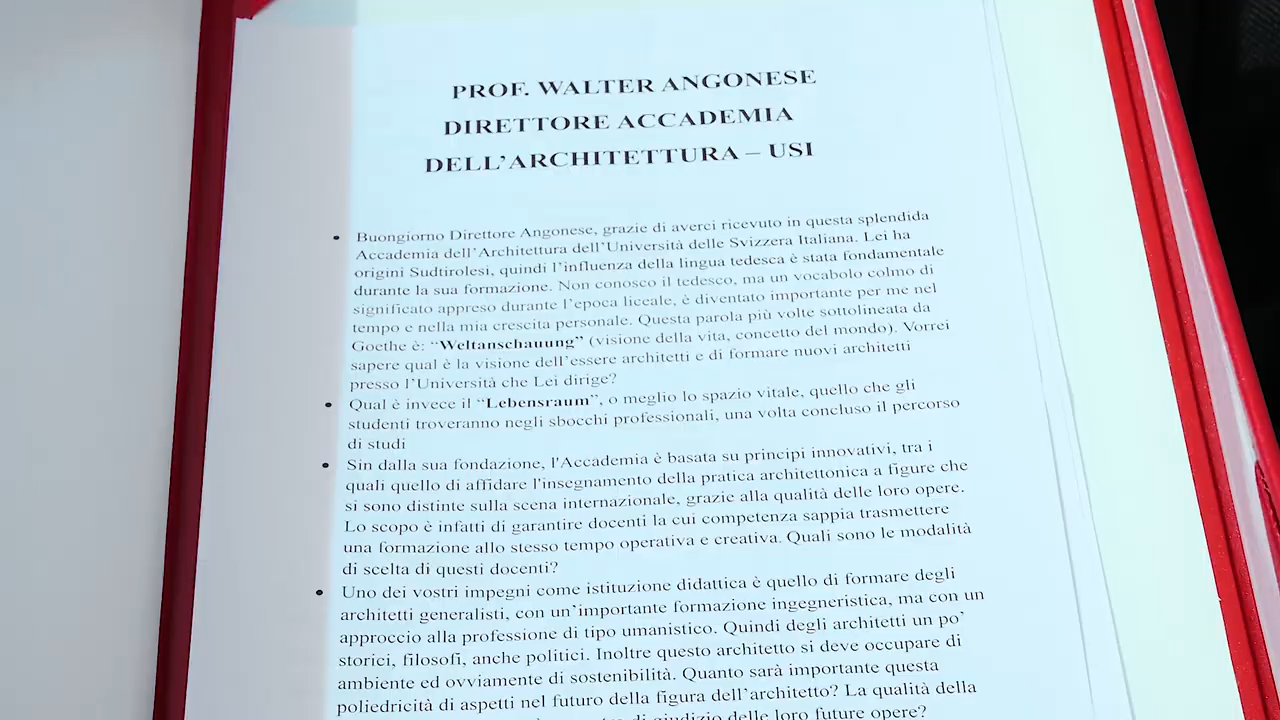 PROF. WALTER ANGONESE
DIRETTORE ACCADEMIA
DELL'ARCHITETTURA – USI
• Buongiorno Direttore Angonese, grazie di averci ricevuto in questa splendida
Accademia dell'Architettura dell'Università delle Svizzera Italiana. Lei ha
origini Sudtirolesi, quindi l'influenza della lingua tedesca è stata fondamentale
durante la sua formazione. Non conosco il tedesco, ma un vocabolo colmo di
significato appreso durante l'epoca liceale, è diventato importante per me nel
tempo e nella mia crescita personale. Questa parola più volte sottolineata da
Goethe è: “Weltanschauung” (visione della vita, concetto del mondo). Vorrei
sapere qual è la visione dell'essere architetti e di formare nuovi architetti
presso l'Università che Lei dirige?
• Qual è invece il “Lebensraum”, o meglio lo spazio vitale, quello che gli
studenti troveranno negli sbocchi professionali, una volta concluso il percorso
di studi
• Sin dalla sua fondazione, l'Accademia è basata su principi innovativi, tra i
quali quello di affidare l'insegnamento della pratica architettonica a figure che
si sono distinte sulla scena internazionale, grazie alla qualità delle loro opere.
Lo scopo è infatti di garantire docenti la cui competenza sappia trasmettere
una formazione allo stesso tempo operativa e creativa. Quali sono le modalità
di scelta di questi docenti?
• Uno dei vostri impegni come istituzione didattica è quello di formare degli
architetti generalisti, con un'importante formazione ingegneristica, ma con un
approccio alla professione di tipo umanistico. Quindi degli architetti un po'
storici, filosofi, anche politici. Inoltre questo architetto si deve occupare di
ambiente ed ovviamente di sostenibilità. Quanto sarà importante questa
poliedricità di aspetti nel futuro della figura dell'architetto? La qualità della
di giudizio delle loro future opere?